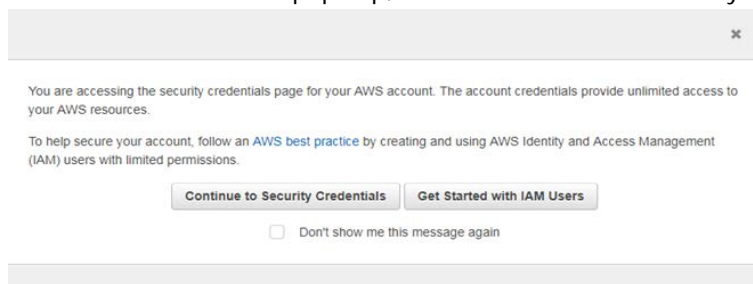 You are accessing the security credentials page for your AWS account. The account credentials provide unlimited access to
your AWS resources.
To help secure your account, follow an AWS best practice by creating and using AWS Identity and Access Management
(IAM) users with limited permissions.
Continue to Security Credentials Get Started with IAM Users
Don't show me this message again